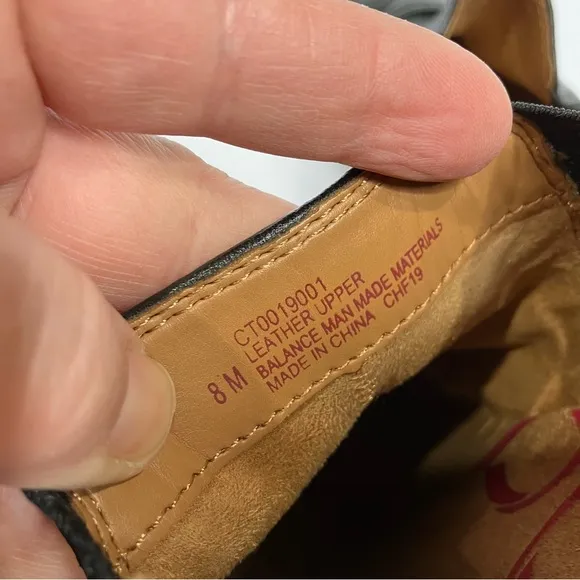 8 M
CT0019001
LEATHER UPPER
BALANCE MAN MADE MATERIALS
MADE IN CHINA CHF19